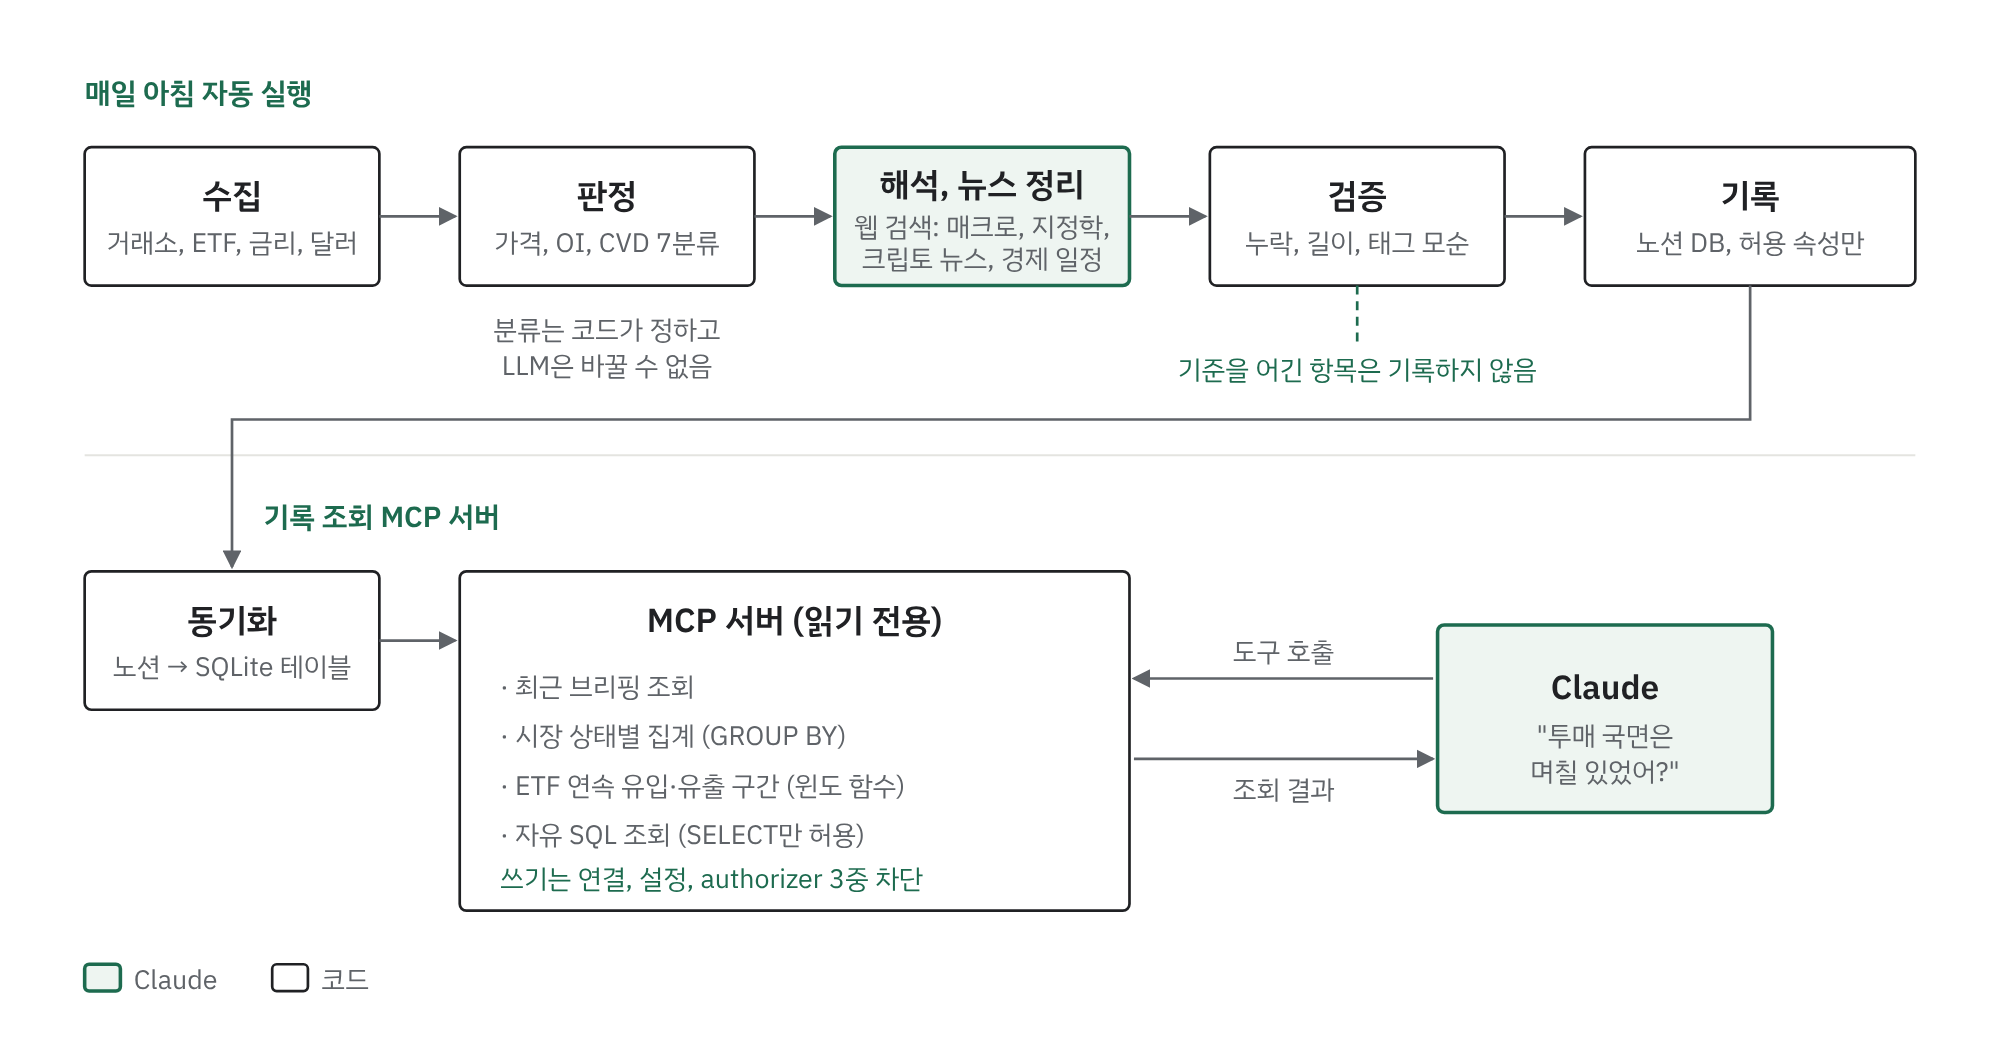 매일 아침 자동 실행
수집
거래소, ETF, 금리, 달러
판정
가격, OI, CVD 7분류
해석, 뉴스 정리
웹 검색: 매크로, 지정학,
크립토 뉴스, 경제 일정
검증
누락, 길이, 태그 모순
기록
노션 DB, 허용 속성만
분류는 코드가 정하고
LLM은 바꿀 수 없음
기준을 어긴 항목은 기록하지 않음
기록 조회 MCP 서버
동기화
노션 → SQLite 테이블
MCP 서버 (읽기 전용)
· 최근 브리핑 조회
· 시장 상태별 집계 (GROUP BY)
· ETF 연속 유입·유출 구간 (윈도 함수)
· 자유 SQL 조회 (SELECT만 허용)
쓰기는 연결, 설정, authorizer 3중 차단
도구 호출
조회 결과
Claude
"투매 국면은
며칠 있었어?"
Claude
코드